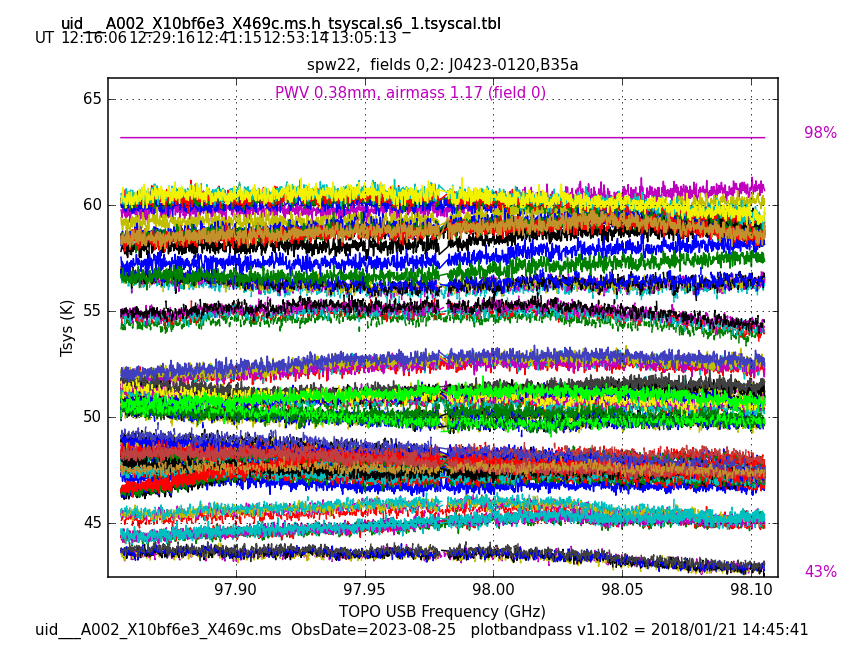 uid___A002_X10bf6e3_X469c.ms.h_tsyscal.s6_1.tsyscal.tbl
UT 12:16:06 12:29:16 12:41:15 12:53:14 13:05:13
spw22, fields 0,2: J0423-0120,B35a
PWV 0.38mm, airmass 1.17 (field 0)
65
98%
60
55
Tsys (K)
50
45
43%
97.90 97.95 98.00 98.05 98.10
TOPO USB Frequency (GHz)
uid___A002_X10bf6e3_X469c.ms ObsDate=2023-08-25 plotbandpass v1.102 = 2018/01/21 14:45:41